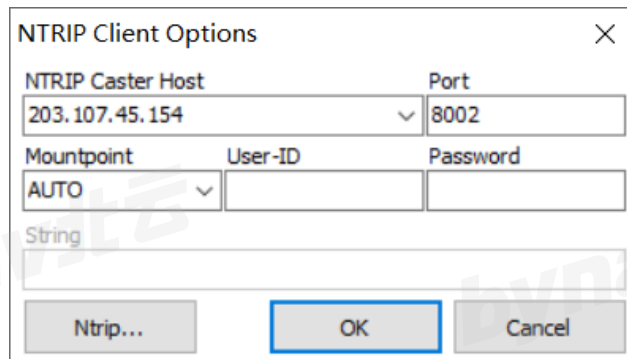 NTRIP Client Options
NTRIP Caster Host Port
203.107.45.154 8002
Mountpoint User-ID Password
AUTO
String
Ntrip... OK Cancel